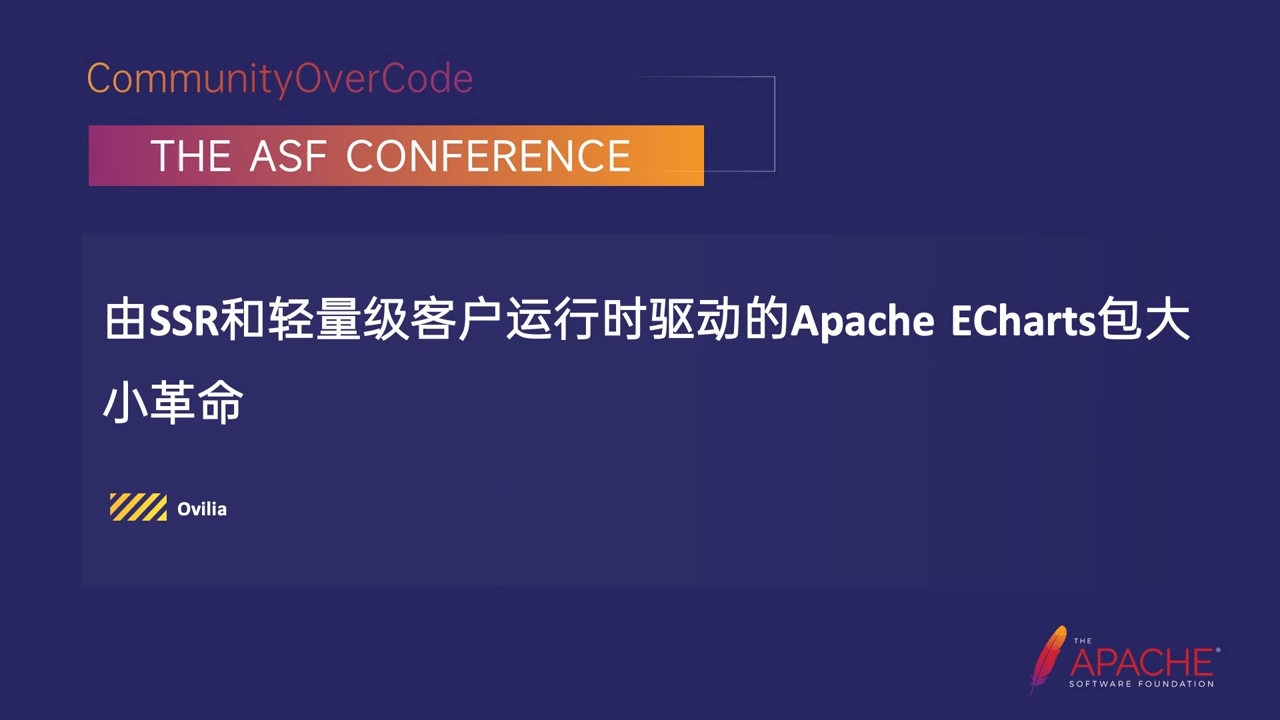 CommunityOverCode
THE ASF CONFERENCE
由SSR和轻量级客户运行时驱动的Apache ECharts包大
小革命
Ovilia
THE
APACHE®
SOFTWARE FOUNDATION